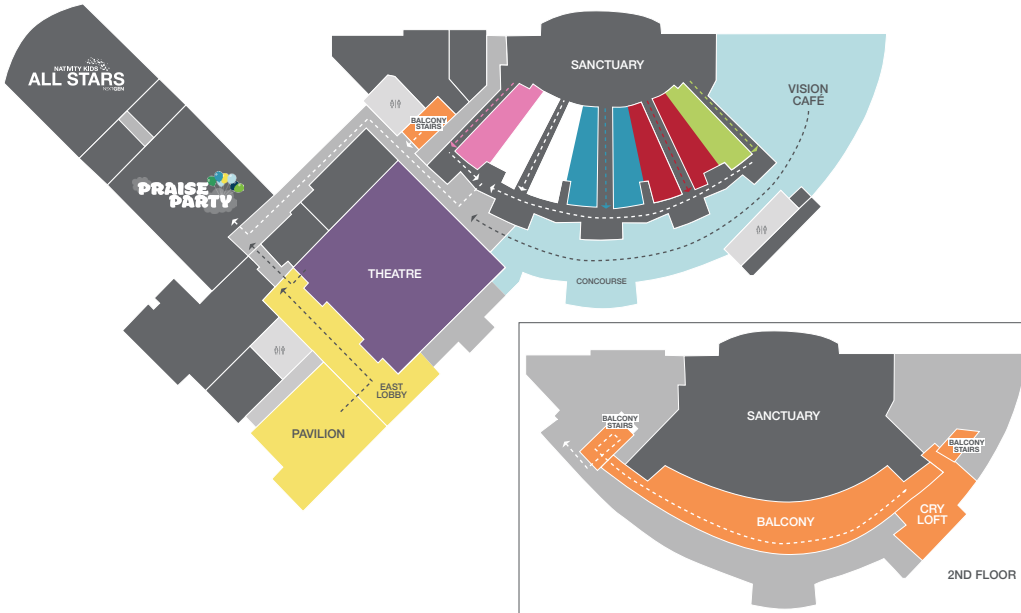 NATIVITY KIDS
ALL STARS
NEXTGEN
PRAISE
PARTY
BALCONY
STAIRS
SANCTUARY
VISION
CAFÉ
THEATRE
CONCOURSE
EAST
LOBBY
PAVILION
BALCONY
STAIRS
SANCTUARY
BALCONY
STAIRS
BALCONY
CRY
LOFT
2ND FLOOR